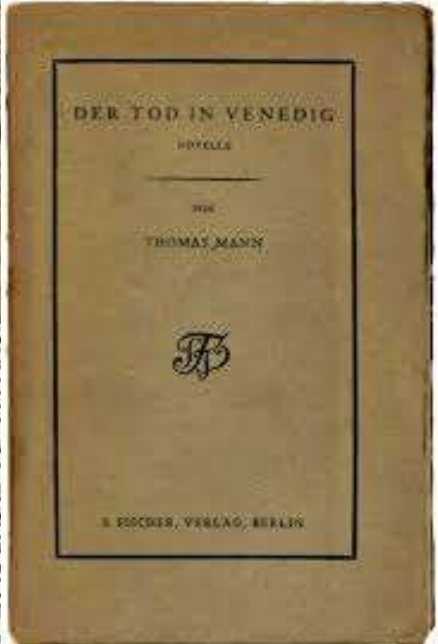 DER TOD IN VENEDIG
NOVELLE
VON
THOMAS MANN
S. FISCHER, VERLAG, BERLIN